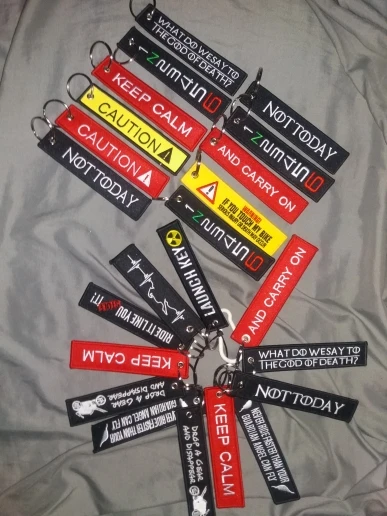 WHAT DO WE SAY TO
THE GOD OF DEATH?
1N23456
KEEP CALM
CAUTION
CAUTION
NOT TODAY
NOT TODAY
1N23456
AND CARRY ON
WARNING!
IF YOU TOUCH MY BIKE
1N23456
LAUNCH KEY
AND CARRY ON
RIDE IT LIKE YOU
!!
KEEP CALM
WHAT DO WE SAY TO
THE GOD OF DEATH?
NOT TODAY
DROP A GEAR
AND DISAPPEAR
NEVER RIDE FASTER THAN YOUR
GUARDIAN ANGEL CAN FLY
DROP A GEAR
AND DISAPPEAR
KEEP CALM
NEVER RIDE FASTER THAN YOUR
GUARDIAN ANGEL CAN FLY